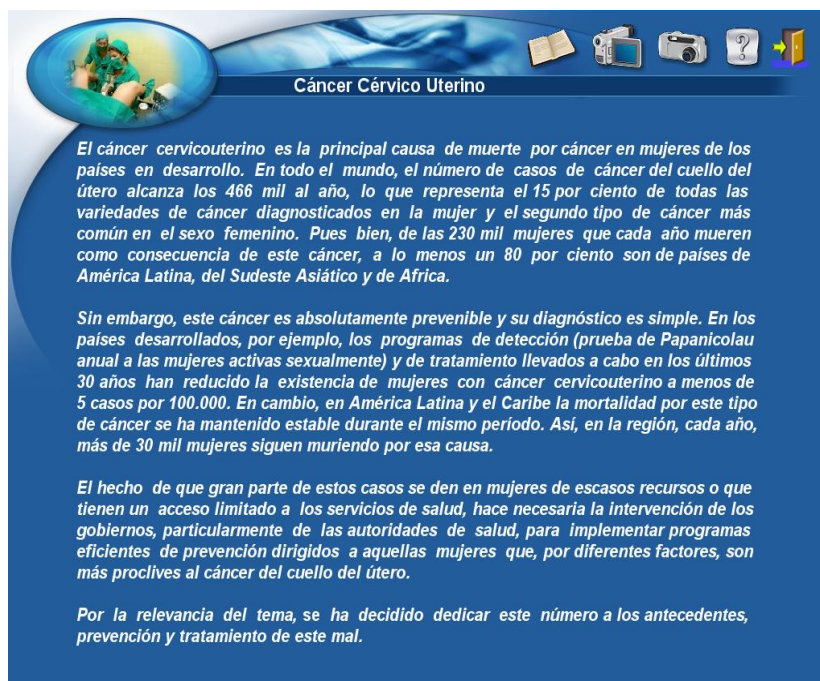 Cáncer Cérvico Uterino
El cáncer cervicouterino es la principal causa de muerte por cáncer en mujeres de los
países en desarrollo. En todo el mundo, el número de casos de cáncer del cuello del
útero alcanza los 466 mil al año, lo que representa el 15 por ciento de todas las
variedades de cáncer diagnosticados en la mujer y el segundo tipo de cáncer más
común en el sexo femenino. Pues bien, de las 230 mil mujeres que cada año mueren
como consecuencia de este cáncer, a lo menos un 80 por ciento son de países de
América Latina, del Sudeste Asiático y de Africa.
Sin embargo, este cáncer es absolutamente prevenible y su diagnóstico es simple. En los
países desarrollados, por ejemplo, los programas de detección (prueba de Papanicolau
anual a las mujeres activas sexualmente) y de tratamiento llevados a cabo en los últimos
30 años han reducido la existencia de mujeres con cáncer cervicouterino a menos de
5 casos por 100.000. En cambio, en América Latina y el Caribe la mortalidad por este tipo
de cáncer se ha mantenido estable durante el mismo período. Así, en la región, cada año,
más de 30 mil mujeres siguen muriendo por esa causa.
El hecho de que gran parte de estos casos se den en mujeres de escasos recursos o que
tienen un acceso limitado a los servicios de salud, hace necesaria la intervención de los
gobiernos, particularmente de las autoridades de salud, para implementar programas
eficientes de prevención dirigidos a aquellas mujeres que, por diferentes factores, son
más proclives al cáncer del cuello del útero.
Por la relevancia del tema, se ha decidido dedicar este número a los antecedentes,
prevención y tratamiento de este mal.